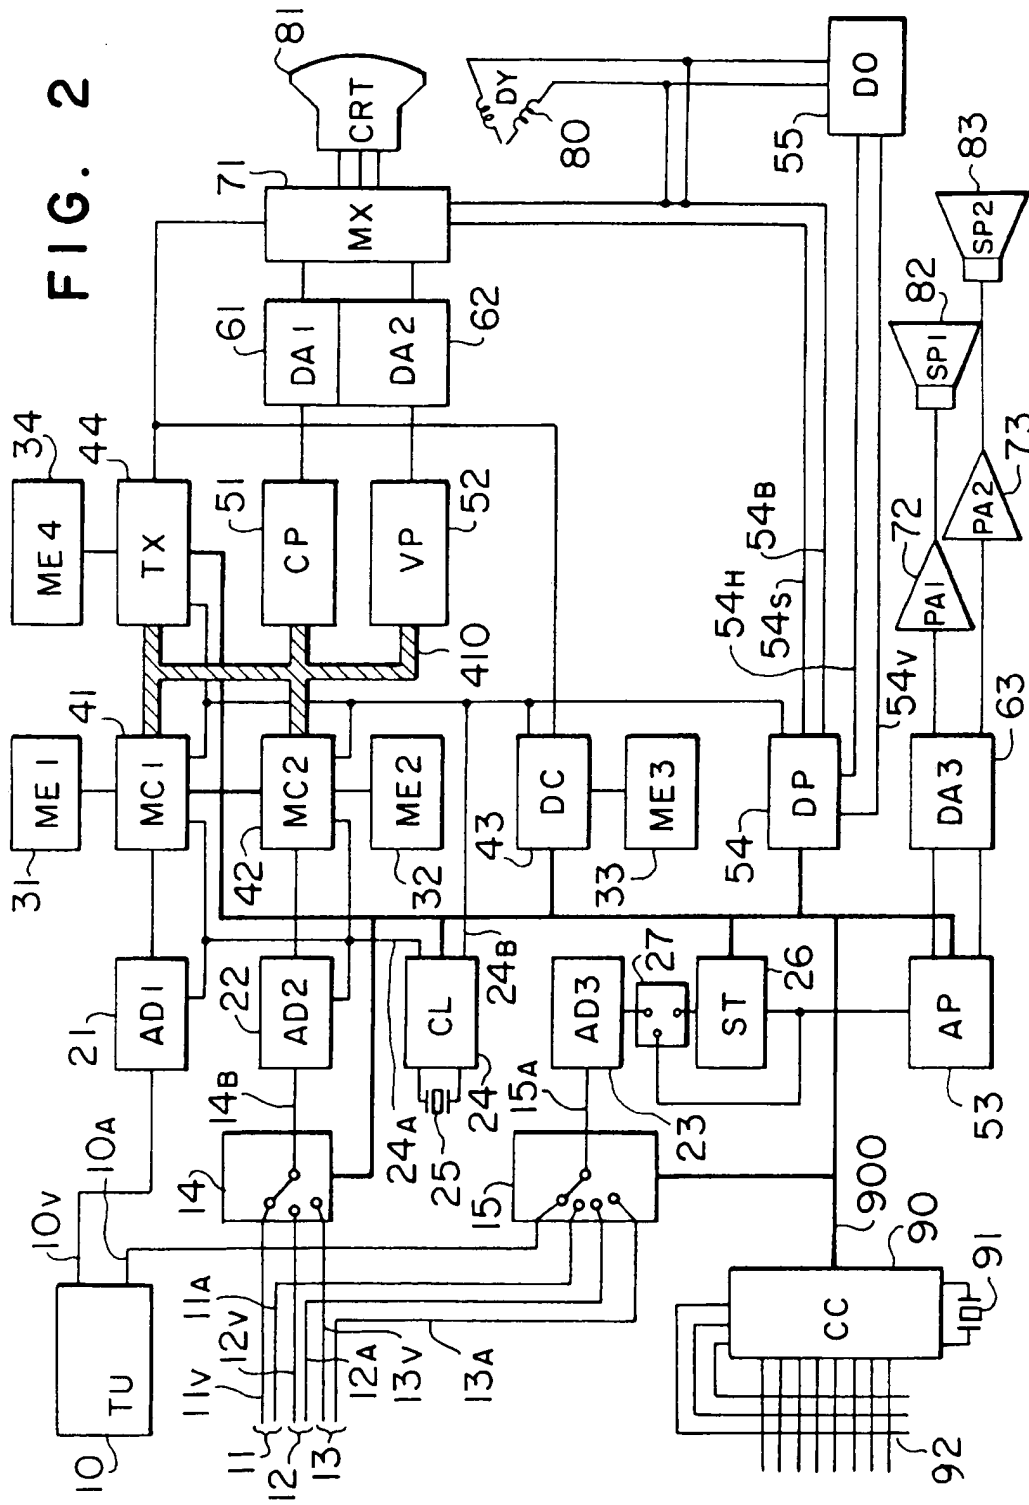 FIG. 2
ME4
34
TX
44
ME1
31
MC1
41
AD1
21
10V
10A
TU
10
CP
51
VP
52
410
DA1
61
DA2
62
MX
71
CRT
81
MC2
42
ME2
32
AD2
22
14B
14
CL
24
24A
24B
25
DC
43
ME3
33
DY
80
DO
55
DP
54
54H
54S
54B
54V
AD3
23
27
ST
26
15A
15
11A
11V
12V
12A
13V
13A
11
12
13
AP
53
DA3
63
PA1
72
PA2
73
SP1
82
SP2
83
900
CC
90
91
92